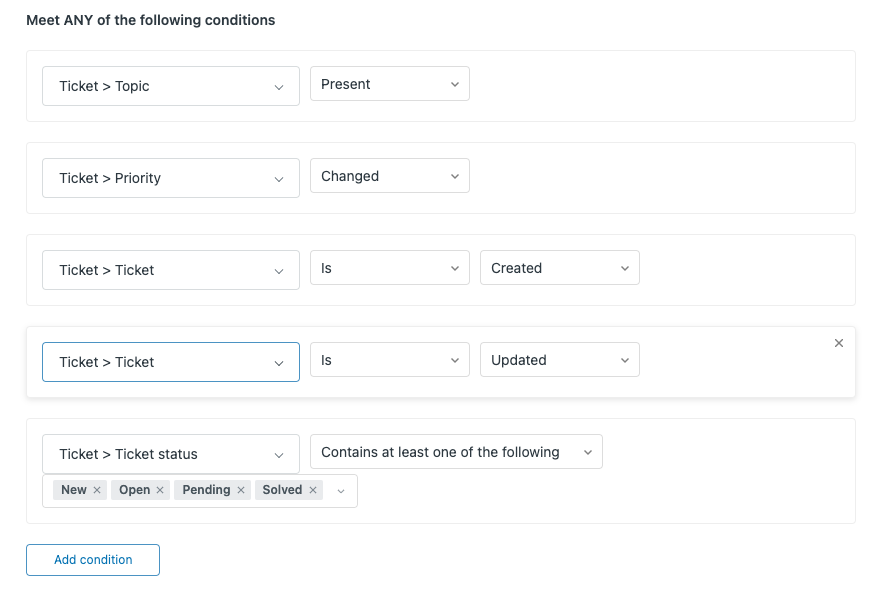 Meet ANY of the following conditions
Ticket > Topic Present
Ticket > Priority Changed
Ticket > Ticket Is Created
Ticket > Ticket Is Updated
Ticket > Ticket status Contains at least one of the following
New Open Pending Solved
Add condition